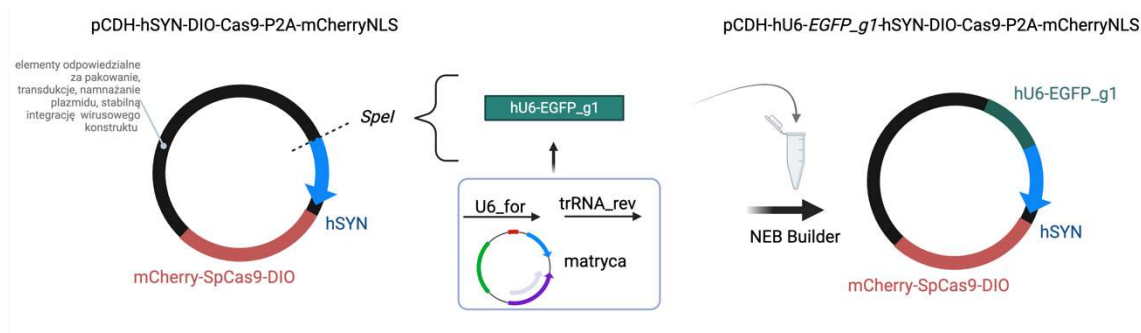 pCDH-hSYN-DIO-Cas9-P2A-mCherryNLS
pCDH-hU6-EGFP_g1-hSYN-DIO-Cas9-P2A-mCherryNLS
elementy odpowiedzialne
za pakowanie,
transdukcje, namnażanie
plazmidu, stabilną
integrację wirusowego
konstruktu
SpeI
hU6-EGFP_g1
hU6-EGFP_g1
U6_for
trRNA_rev
matryca
NEB Builder
hSYN
hSYN
mCherry-SpCas9-DIO
mCherry-SpCas9-DIO